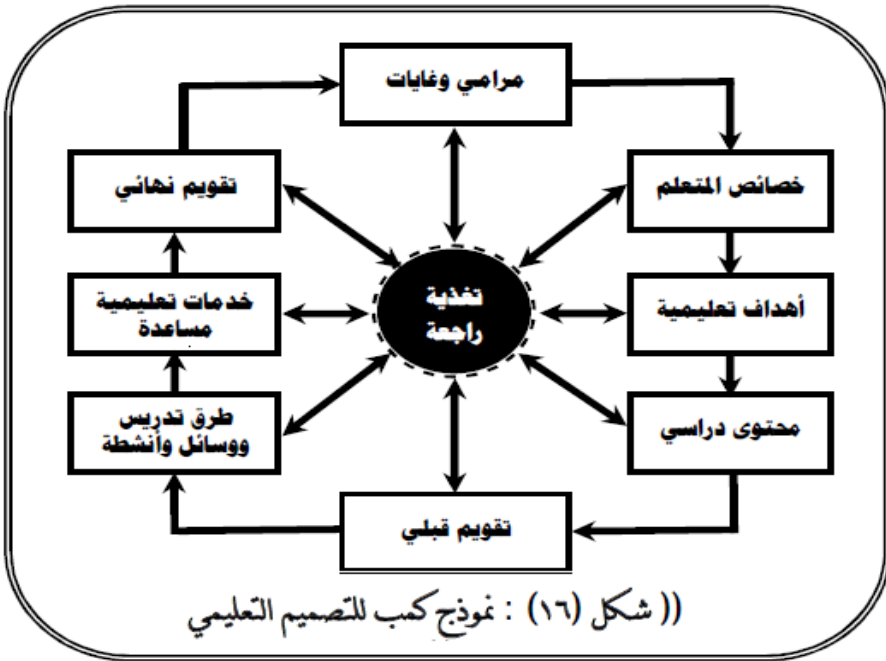 مرامي وغايات
خصائص المتعلم
أهداف تعليمية
محتوى دراسي
تقويم قبلي
طرق تدريس
ووسائل وأنشطة
خدمات تعليمية
مساعدة
تقويم نهائي
تغذية
راجعة
(( شكل (١٦) : نموذج كمب للتصميم التعليمي